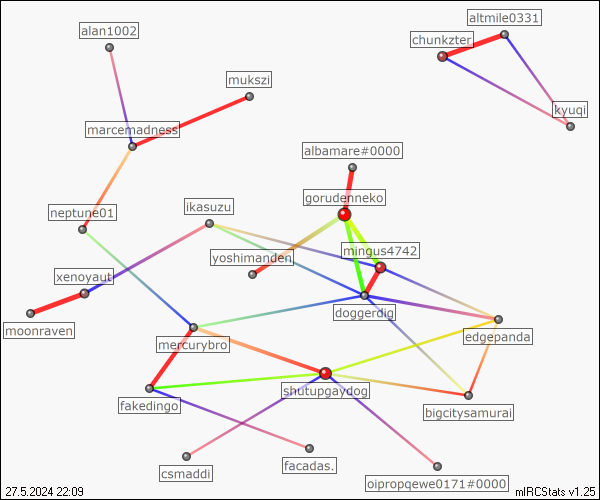 alan1002
altmile0331
chunkzter
mukszi
kyuqi
marcemadness
albamare#0000
gorudenneko
neptune01
ikasuzu
yoshimanden
mingus4742
xenoyaut
moonraven
doggerdig
mercurybro
edgepanda
shutupgaydog
fakedingo
bigcitysamurai
csmaddi
facadas.
oipropqewe0171#0000
27.5.2024 22:09
mIRCStats v1.25